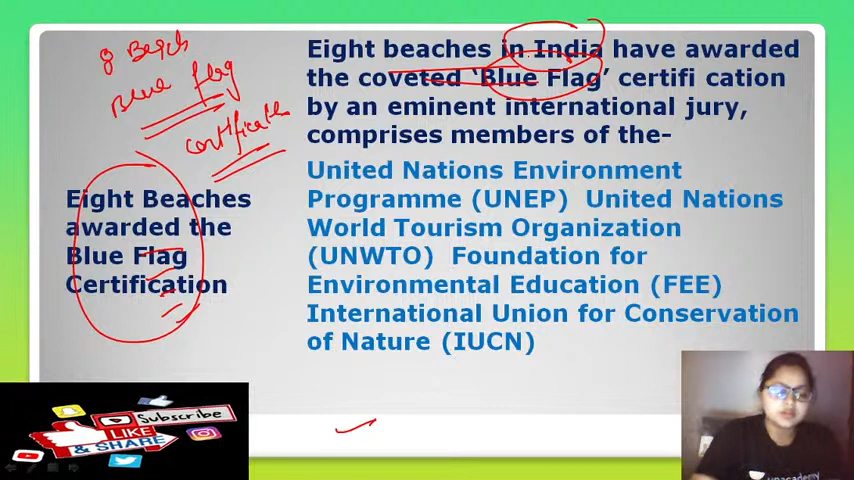 8 Beach
Blue flag
certificate
Eight Beaches
awarded the
Blue Flag
Certification
Eight beaches in India have awarded
the coveted ‘Blue Flag’ certifi cation
by an eminent international jury,
comprises members of the-
United Nations Environment
Programme (UNEP)  United Nations
World Tourism Organization
(UNWTO)  Foundation for
Environmental Education (FEE)
International Union for Conservation
of Nature (IUCN)
Subscribe
LIKE
& SHARE
unacademy